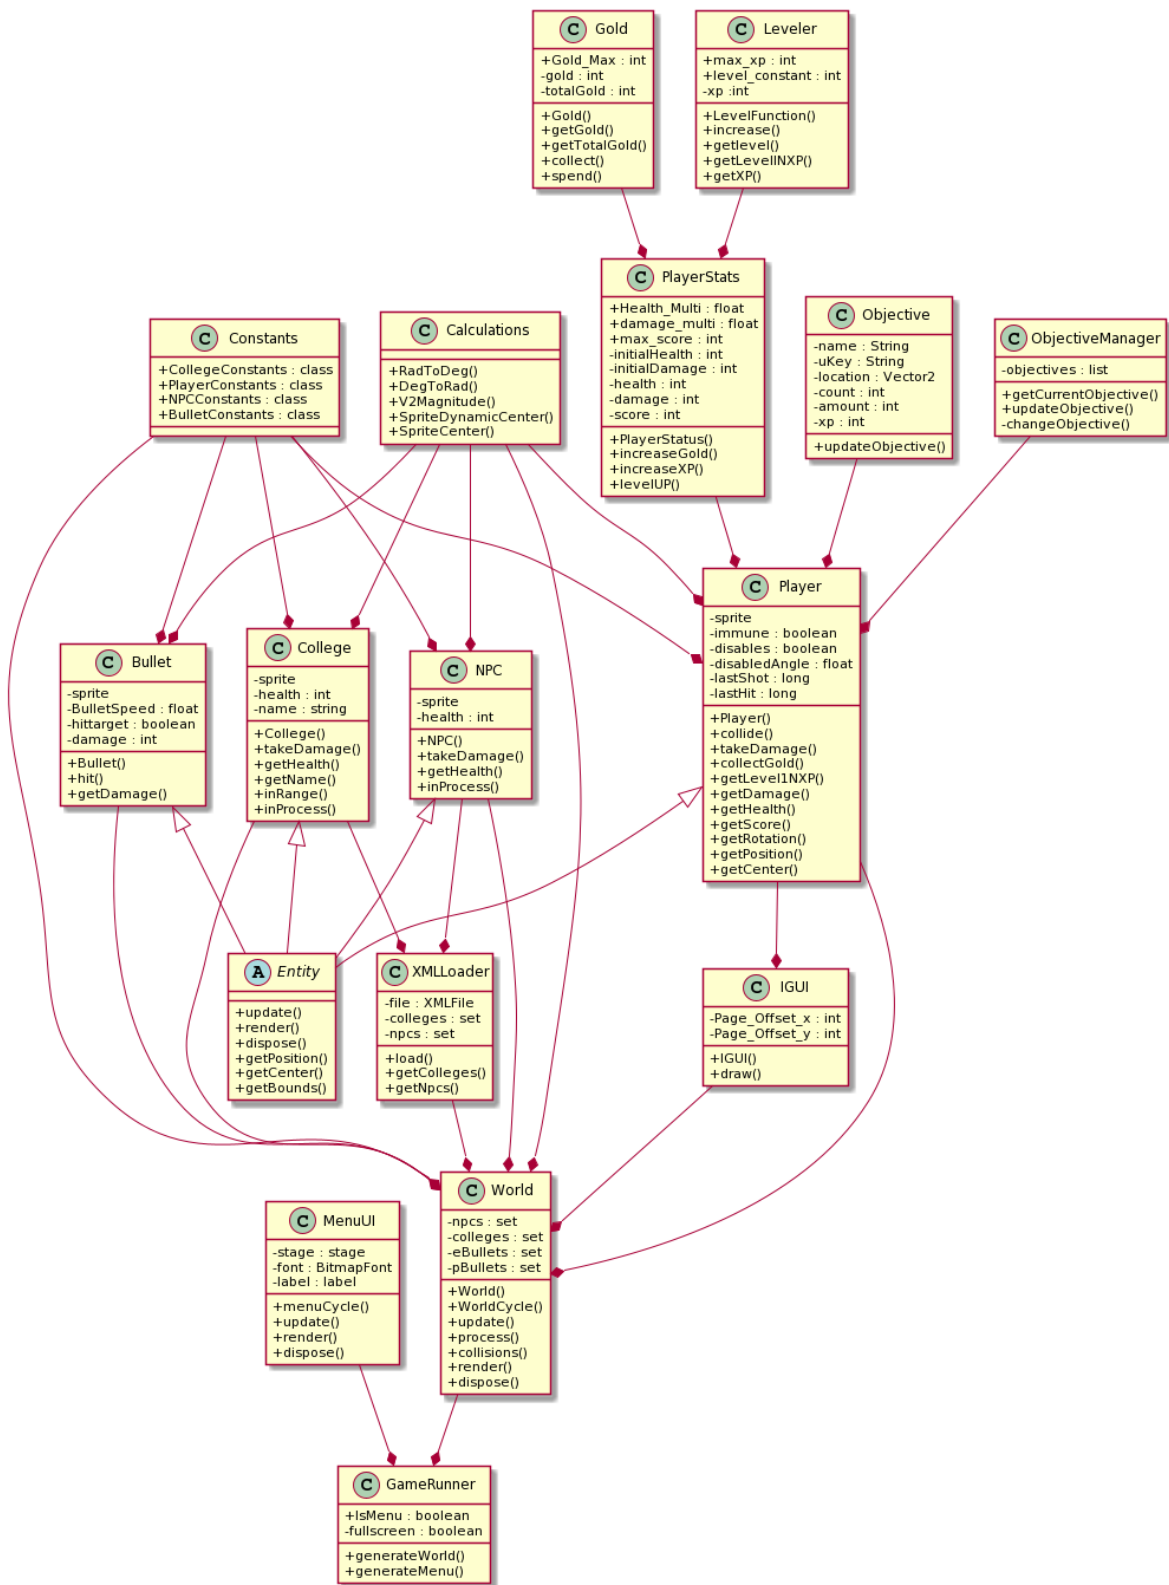 C Gold
+Gold_Max : int
-gold : int
-totalGold : int
+Gold()
+getGold()
+getTotalGold()
+collect()
+spend()
C Leveler
+max_xp : int
+level_constant : int
-xp :int
+LevelFunction()
+increase()
+getlevel()
+getLevelINXP()
+getXP()
C PlayerStats
+Health_Multi : float
+damage_multi : float
+max_score : int
-initialHealth : int
-initialDamage : int
-health : int
-damage : int
-score : int
+PlayerStatus()
+increaseGold()
+increaseXP()
+levelUP()
C Objective
-name : String
-uKey : String
-location : Vector2
-count : int
-amount : int
-xp : int
+updateObjective()
C ObjectiveManager
-objectives : list
+getCurrentObjective()
+updateObjective()
-changeObjective()
C Constants
+CollegeConstants : class
+PlayerConstants : class
+NPCConstants : class
+BulletConstants : class
C Calculations
+RadToDeg()
+DegToRad()
+V2Magnitude()
+SpriteDynamicCenter()
+SpriteCenter()
C Bullet
-sprite
-BulletSpeed : float
-hittarget : boolean
-damage : int
+Bullet()
+hit()
+getDamage()
C College
-sprite
-health : int
-name : string
+College()
+takeDamage()
+getHealth()
+getName()
+inRange()
+inProcess()
C NPC
-sprite
-health : int
+NPC()
+takeDamage()
+getHealth()
+inProcess()
C Player
-sprite
-immune : boolean
-disables : boolean
-disabledAngle : float
-lastShot : long
-lastHit : long
+Player()
+collide()
+takeDamage()
+collectGold()
+getLevel1NXP()
+getDamage()
+getHealth()
+getScore()
+getRotation()
+getPosition()
+getCenter()
A Entity
+update()
+render()
+dispose()
+getPosition()
+getCenter()
+getBounds()
C XMLLoader
-file : XMLFile
-colleges : set
-npcs : set
+load()
+getColleges()
+getNpcs()
C IGUI
-Page_Offset_x : int
-Page_Offset_y : int
+IGUI()
+draw()
C World
-npcs : set
-colleges : set
-eBullets : set
-pBullets : set
+World()
+WorldCycle()
+update()
+process()
+collisions()
+render()
+dispose()
C MenuUI
-stage : stage
-font : BitmapFont
-label : label
+menuCycle()
+update()
+render()
+dispose()
C GameRunner
+IsMenu : boolean
-fullscreen : boolean
+generateWorld()
+generateMenu()